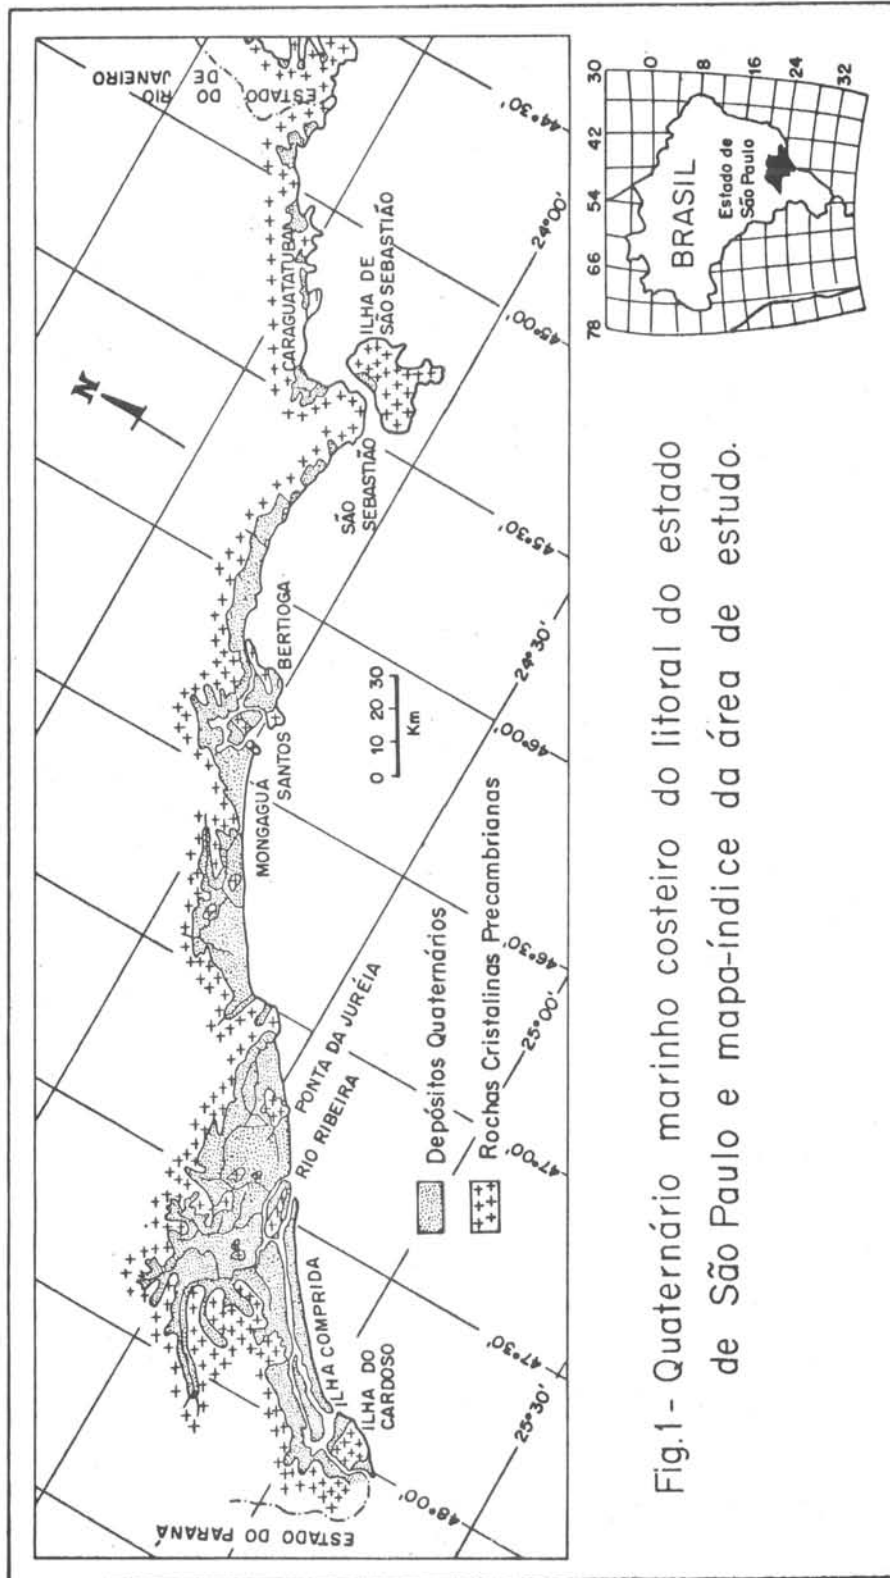 ESTADO DO PARANÁ
ILHA DO
CARDOSO
ILHA COMPRIDA
RIO RIBEIRA
PONTA DA JURÉIA
MONGAGUÁ
SANTOS
BERTIOGA
SÃO
SEBASTIÃO
CARAGUATATUBA
ILHA DE
SÃO SEBASTIÃO
ESTADO
DO RIO
DE
JANEIRO
N
0 10 20 30
Km
48°00'
25°30'
47°30'
47°00'
25°00'
46°30'
46°00'
24°30'
45°30'
45°00'
24°00'
44°30'
Depósitos Quaternários
Rochas Cristalinas Precambrianas
78 66 54 42 30
0
8
16
24
32
BRASIL
Estado de
São Paulo
Fig.1 - Quaternário marinho costeiro do litoral do estado
de São Paulo e mapa-índice da área de estudo.